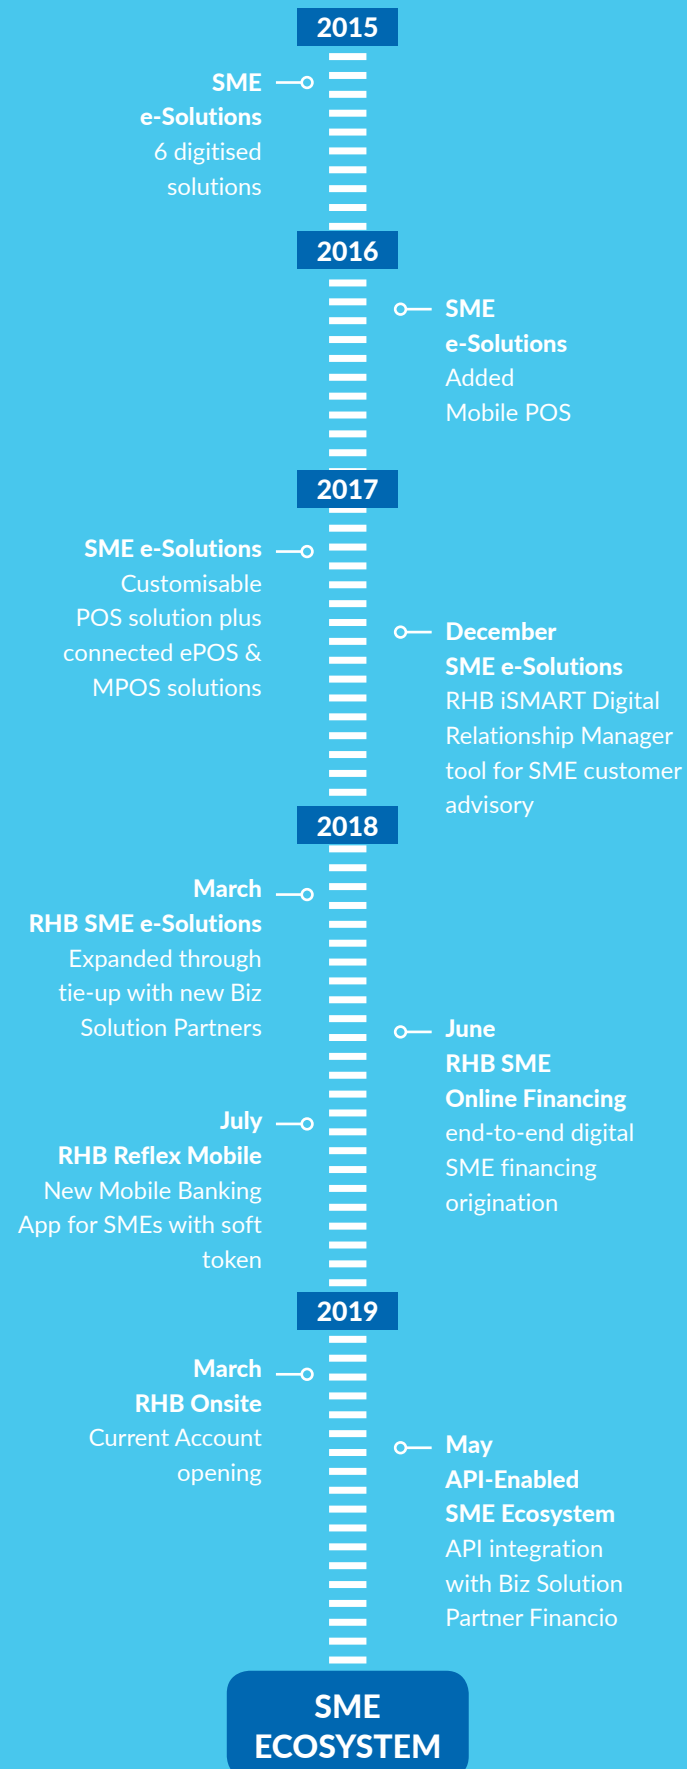 2015
SME
e-Solutions
6 digitised
solutions
2016
SME
e-Solutions
Added
Mobile POS
2017
SME e-Solutions
Customisable
POS solution plus
connected ePOS &
MPOS solutions
December
SME e-Solutions
RHB iSMART Digital
Relationship Manager
tool for SME customer
advisory
2018
March
RHB SME e-Solutions
Expanded through
tie-up with new Biz
Solution Partners
June
RHB SME
Online Financing
end-to-end digital
SME financing
origination
July
RHB Reflex Mobile
New Mobile Banking
App for SMEs with soft
token
2019
March
RHB Onsite
Current Account
opening
May
API-Enabled
SME Ecosystem
API integration
with Biz Solution
Partner Financio
SME
ECOSYSTEM